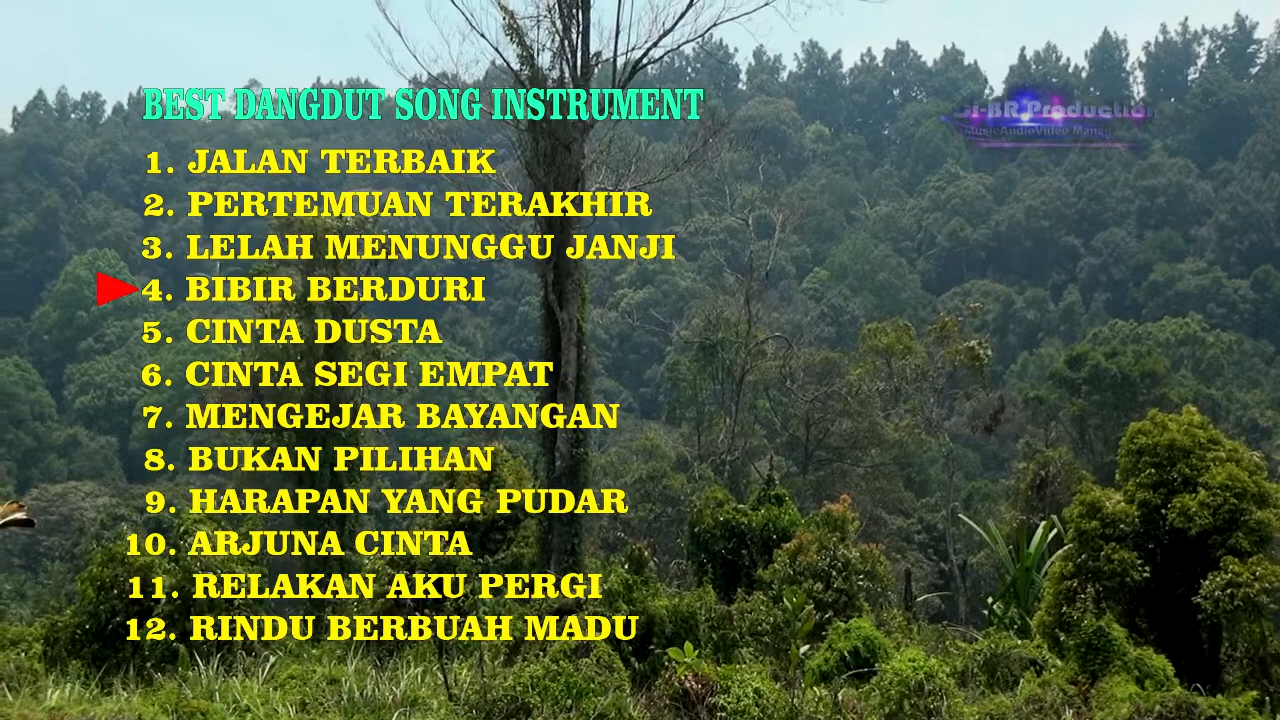 BEST DANGDUT SONG INSTRUMENT
1. JALAN TERBAIK
2. PERTEMUAN TERAKHIR
3. LELAH MENUNGGU JANJI
4. BIBIR BERDURI
5. CINTA DUSTA
6. CINTA SEGI EMPAT
7. MENGEJAR BAYANGAN
8. BUKAN PILIHAN
9. HARAPAN YANG PUDAR
10. ARJUNA CINTA
11. RELAKAN AKU PERGI
12. RINDU BERBUAH MADU
Production
MusicAudioVideo